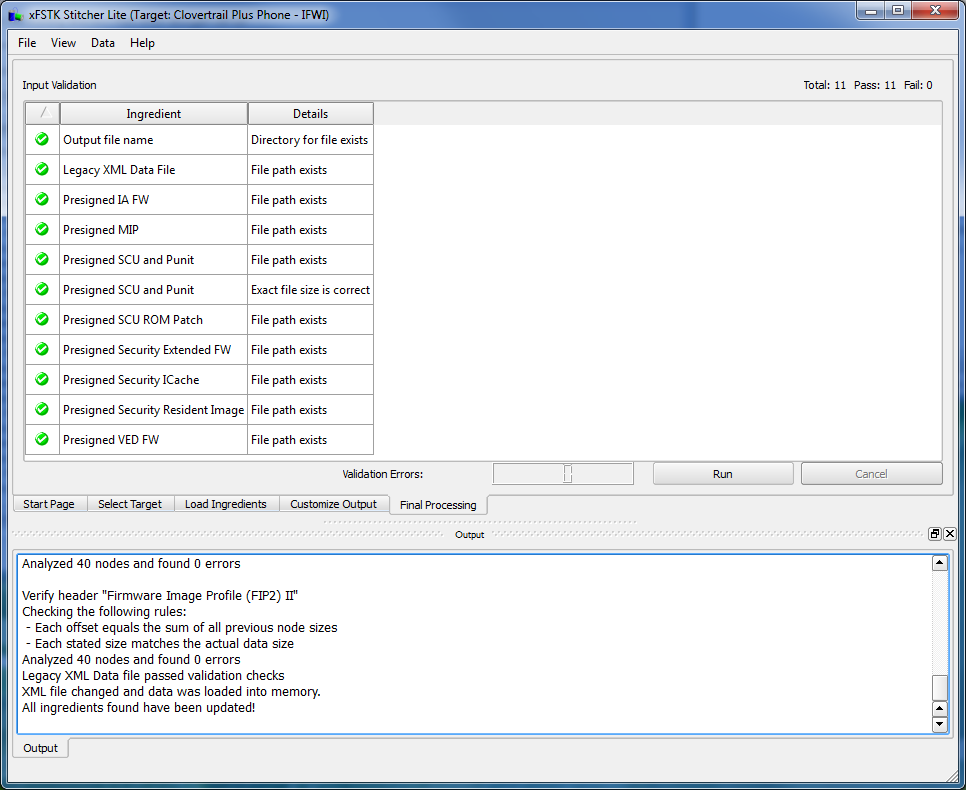 xFSTK Stitcher Lite (Target: Clovertrail Plus Phone - IFWI)
File View Data Help
Input Validation Total: 11 Pass: 11 Fail: 0
Ingredient Details
Output file name Directory for file exists
Legacy XML Data File File path exists
Presigned IA FW File path exists
Presigned MIP File path exists
Presigned SCU and Punit File path exists
Presigned SCU and Punit Exact file size is correct
Presigned SCU ROM Patch File path exists
Presigned Security Extended FW File path exists
Presigned Security ICache File path exists
Presigned Security Resident Image File path exists
Presigned VED FW File path exists
Validation Errors: Run Cancel
Start Page Select Target Load Ingredients Customize Output Final Processing
Output
Analyzed 40 nodes and found 0 errors
Verify header "Firmware Image Profile (FIP2) II"
Checking the following rules:
- Each offset equals the sum of all previous node sizes
- Each stated size matches the actual data size
Analyzed 40 nodes and found 0 errors
Legacy XML Data file passed validation checks
XML file changed and data was loaded into memory.
All ingredients found have been updated!
Output